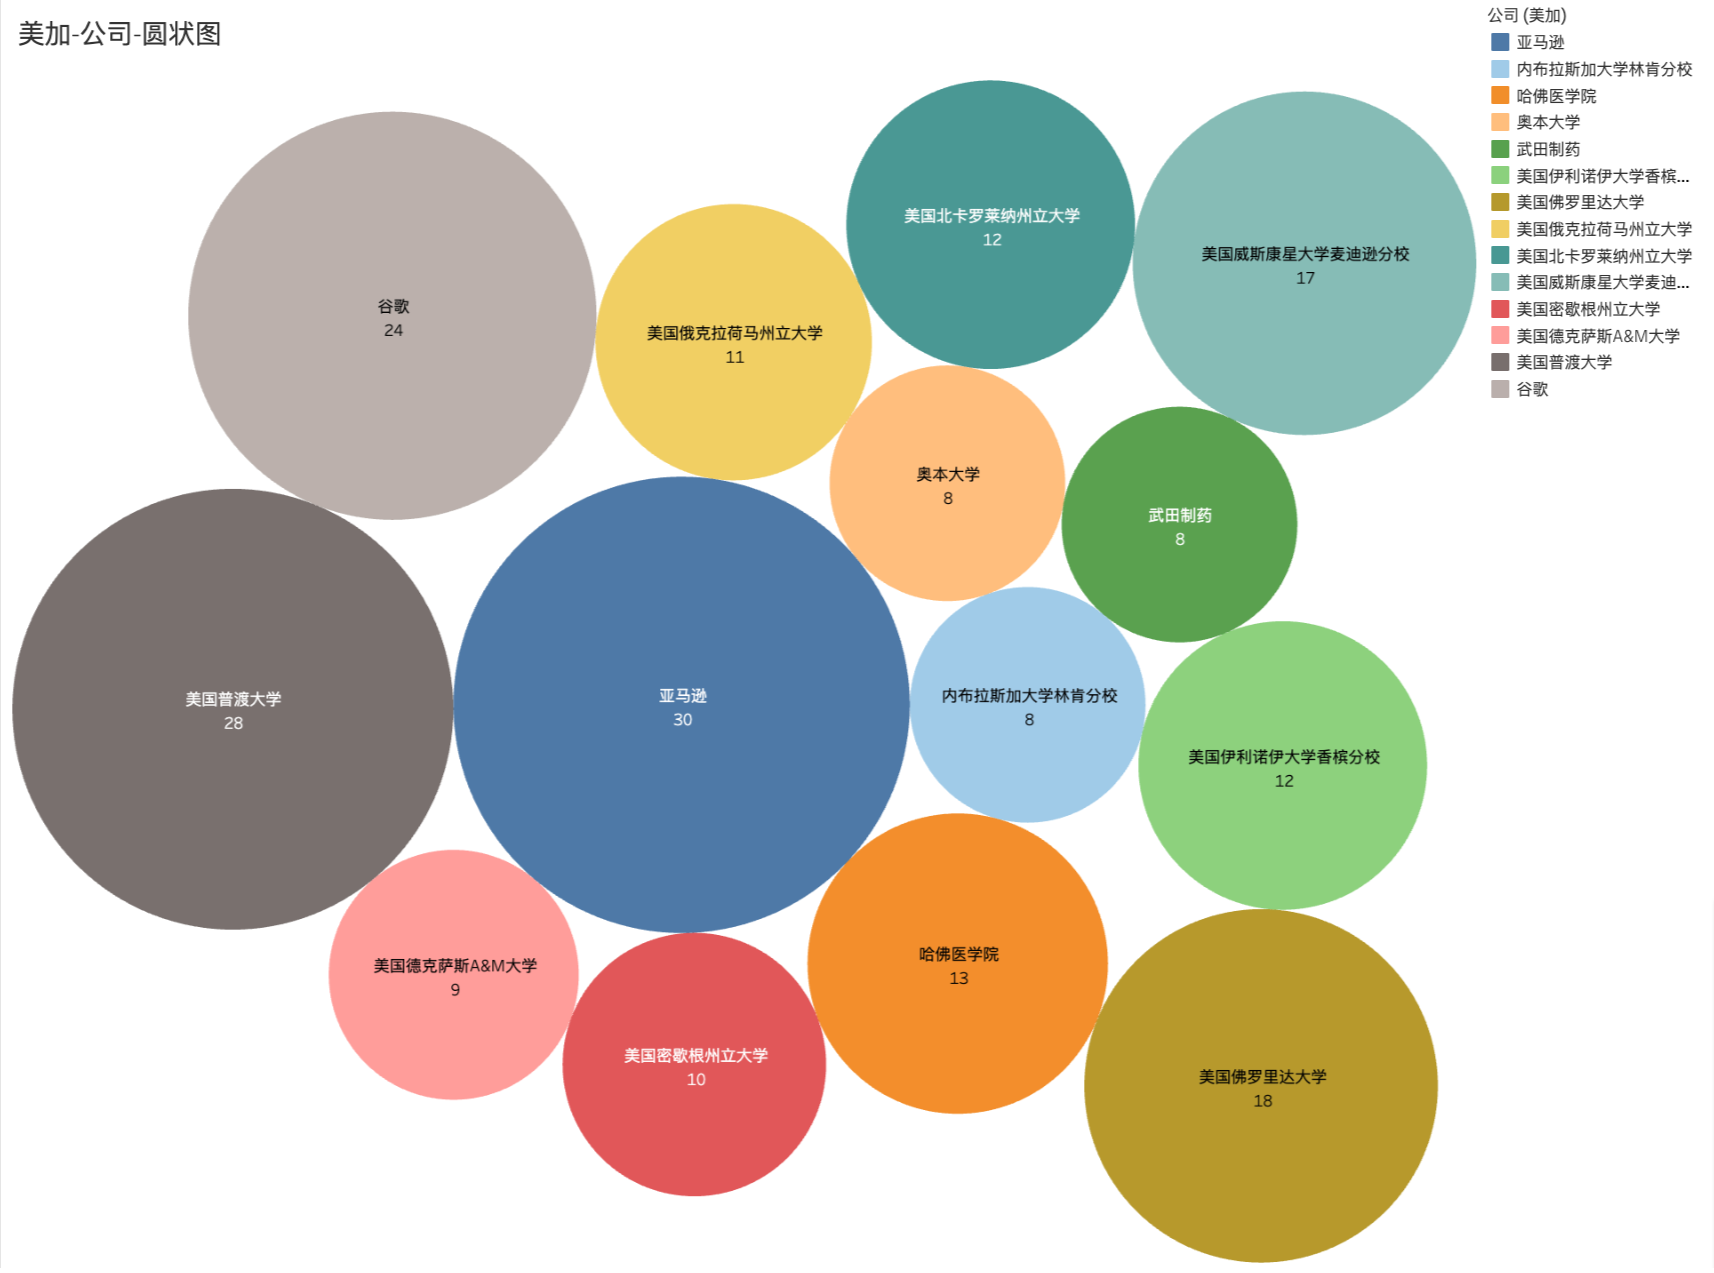 美加-公司-圆状图
公司 (美加)
亚马逊
内布拉斯加大学林肯分校
哈佛医学院
奥本大学
武田制药
美国伊利诺伊大学香槟...
美国佛罗里达大学
美国俄克拉荷马州立大学
美国北卡罗莱纳州立大学
美国威斯康星大学麦迪...
美国密歇根州立大学
美国德克萨斯A&M大学
美国普渡大学
谷歌
美国北卡罗莱纳州立大学
12
美国威斯康星大学麦迪逊分校
17
谷歌
24
美国俄克拉荷马州立大学
11
奥本大学
8
武田制药
8
美国普渡大学
28
亚马逊
30
内布拉斯加大学林肯分校
8
美国伊利诺伊大学香槟分校
12
美国德克萨斯A&M大学
9
哈佛医学院
13
美国密歇根州立大学
10
美国佛罗里达大学
18